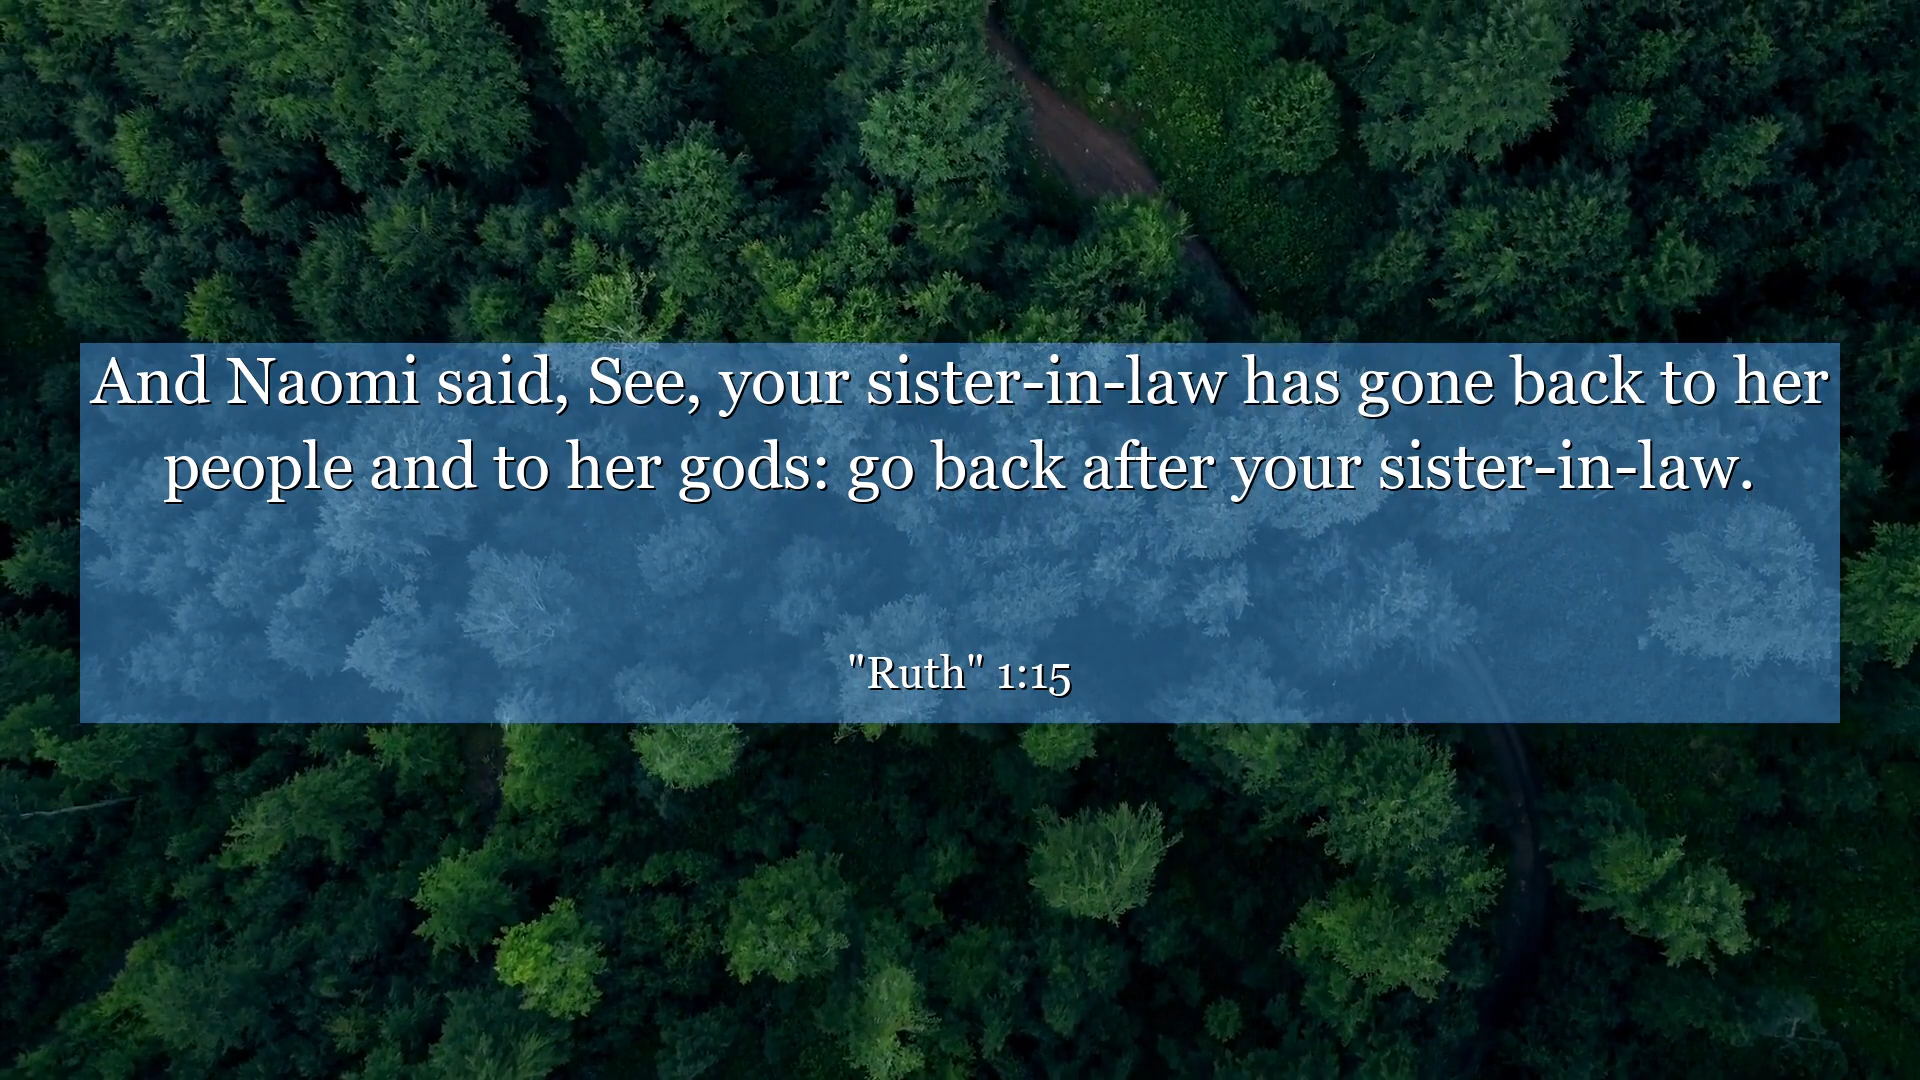 And Naomi said, See, your sister-in-law has gone back to her
people and to her gods: go back after your sister-in-law.
"Ruth" 1:15